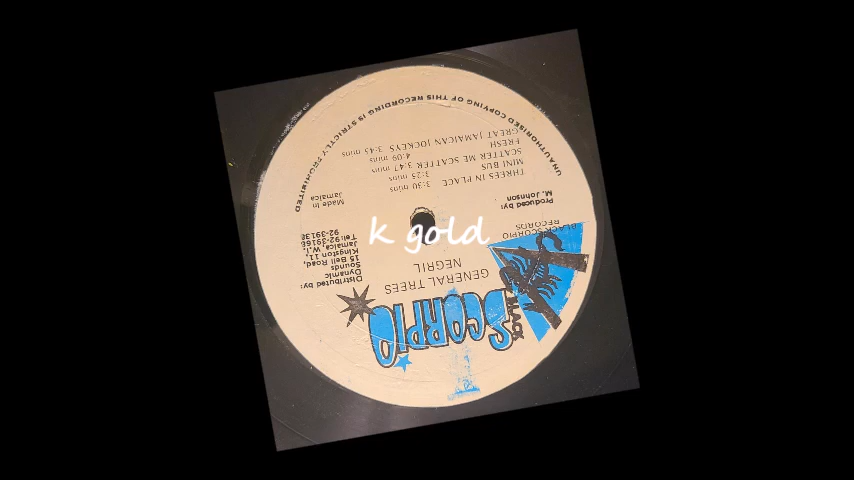 BLACK
SCORPIO
BLACK SCORPIO
RECORDS
GENERAL TREES
NEGRIL
Distributed by:
Dynamic
Sounds
15 Bell Road,
Kingston 11,
Jamaica W.I.
Tel: 92-39168
92-39138
k gold
Produced by:
M. Johnson
Made In
Jamaica
THREES IN PLACE 3:30 mins
MINI BUS 3:25 mins
SCATTER ME SCATTER 3:47 mins
FRESH 4:09 mins
GREAT JAMAICAN JOCKEYS 3:45 mins
UNAUTHORISED COPYING OF THIS RECORDING IS STRICTLY PROHIBITED